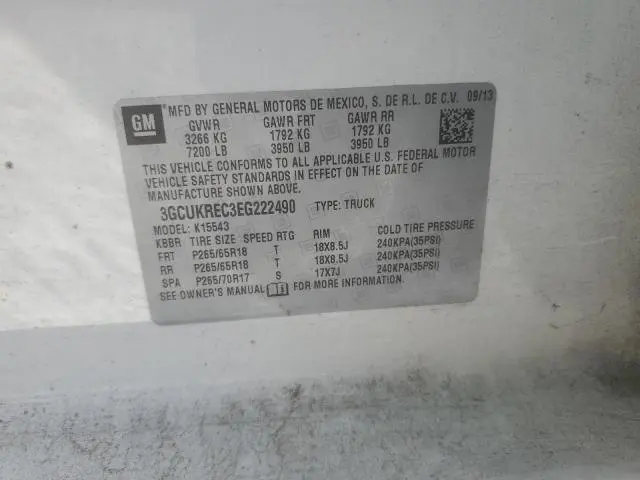 GM
MFD BY GENERAL MOTORS DE MEXICO, S. DE R.L. DE C.V. 09/13
GVWR GAWR FRT GAWR RR
3266 KG 1792 KG 1792 KG
7200 LB 3950 LB 3950 LB
THIS VEHICLE CONFORMS TO ALL APPLICABLE U.S. FEDERAL MOTOR
VEHICLE SAFETY STANDARDS IN EFFECT ON THE DATE OF
MANUFACTURE SHOWN ABOVE.
3GCUKREC3EG222490 TYPE: TRUCK
MODEL: K15543
KBBR TIRE SIZE SPEED RTG RIM COLD TIRE PRESSURE
FRT P265/65R18 T 18X8.5J 240KPA(35PSI)
RR P265/65R18 T 18X8.5J 240KPA(35PSI)
SPA P265/70R17 S 17X7J 240KPA(35PSI)
SEE OWNER'S MANUAL FOR MORE INFORMATION.